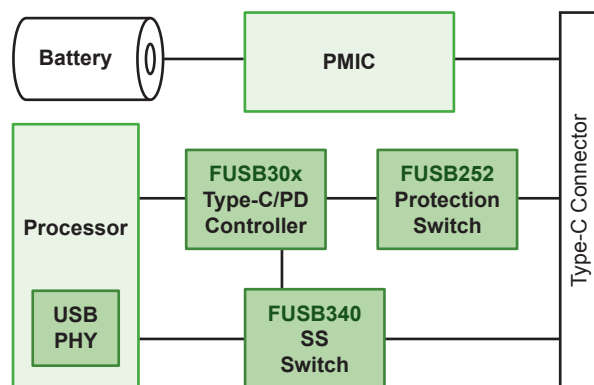 Battery
PMIC
Type-C Connector
Processor
FUSB30x
Type-C/PD
Controller
FUSB252
Protection
Switch
USB
PHY
FUSB340
SS
Switch